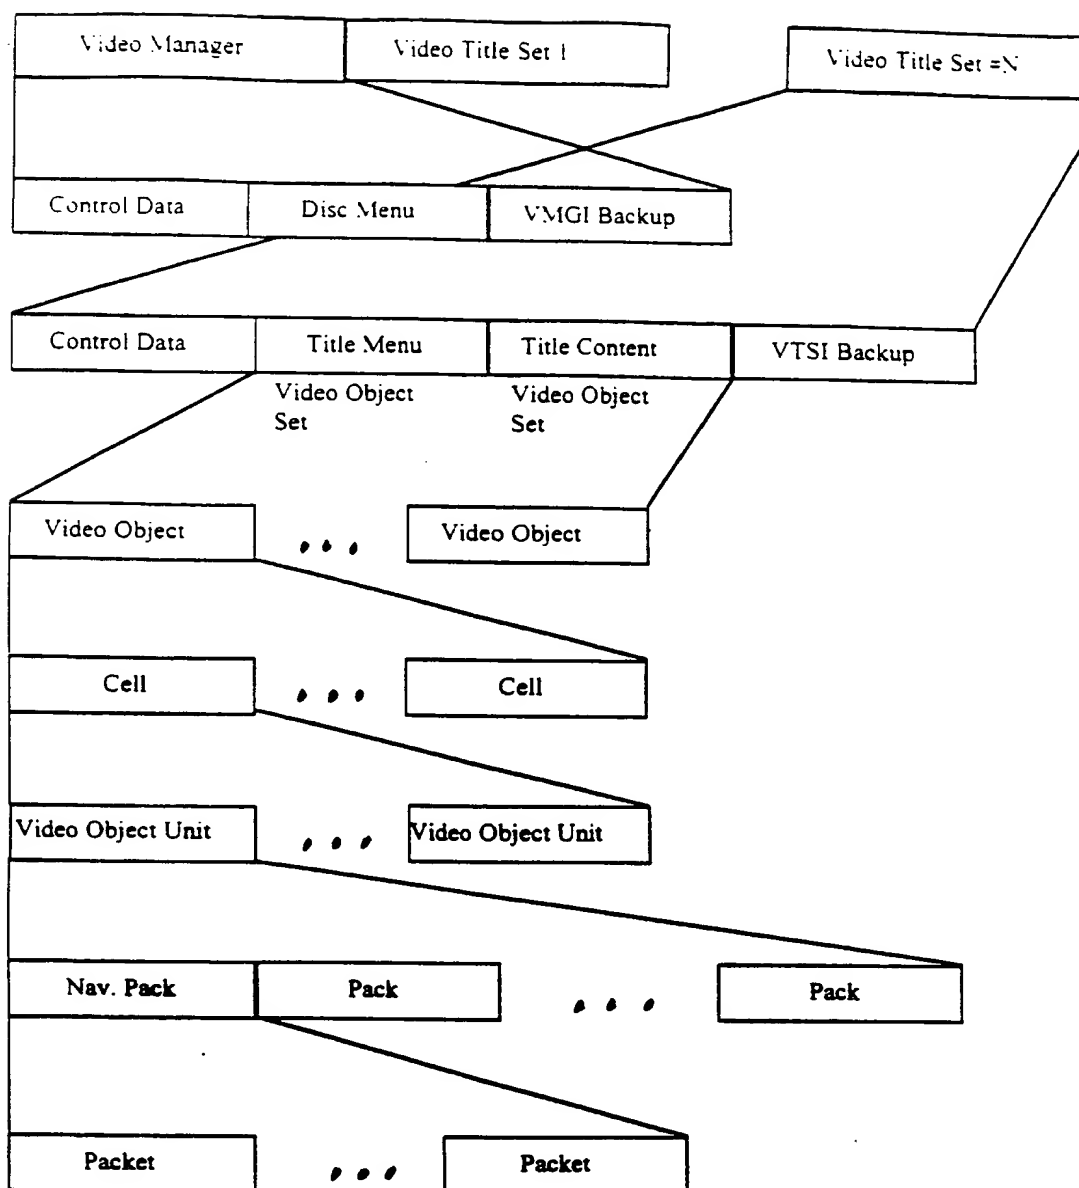 Video Manager
Video Title Set 1
Video Title Set =N
Control Data
Disc Menu
VMGI Backup
Control Data
Title Menu
Title Content
VTSI Backup
Video Object
Set
Video Object
Set
Video Object
Video Object
Cell
Cell
Video Object Unit
Video Object Unit
Nav. Pack
Pack
Pack
Packet
Packet